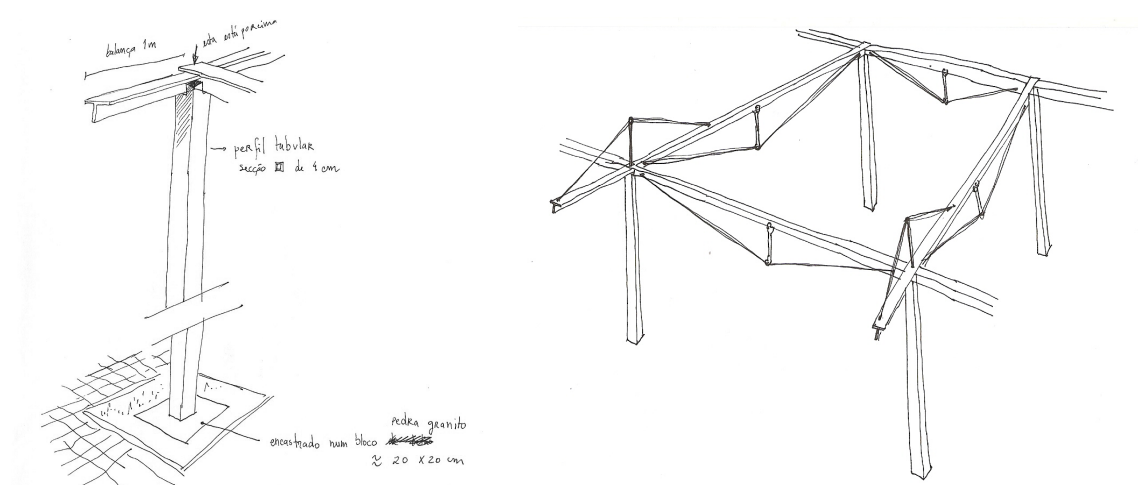 balança 1m
esta está por cima
perfil tubular
secção de 4 cm
pedra granito
encastrado num bloco
≈ 20 x 20 cm